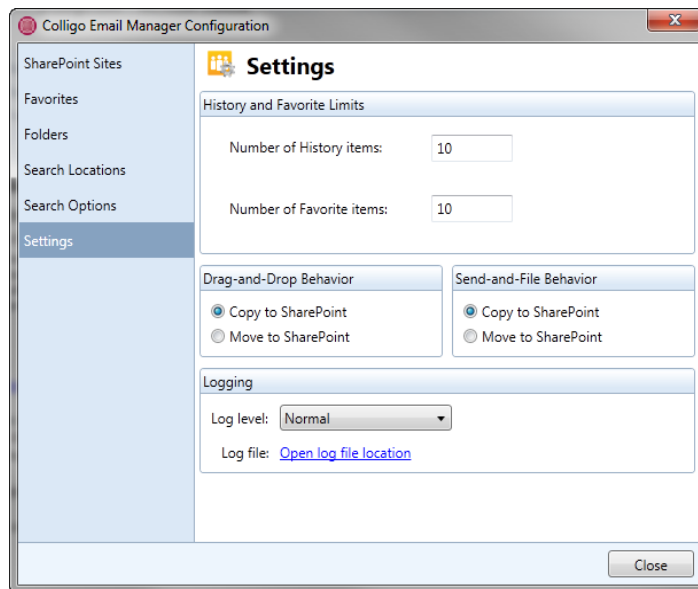 Colligo Email Manager Configuration
SharePoint Sites
Favorites
Folders
Search Locations
Search Options
Settings
Settings
History and Favorite Limits
Number of History items: 10
Number of Favorite items: 10
Drag-and-Drop Behavior
Copy to SharePoint
Move to SharePoint
Send-and-File Behavior
Copy to SharePoint
Move to SharePoint
Logging
Log level: Normal
Log file: Open log file location
Close